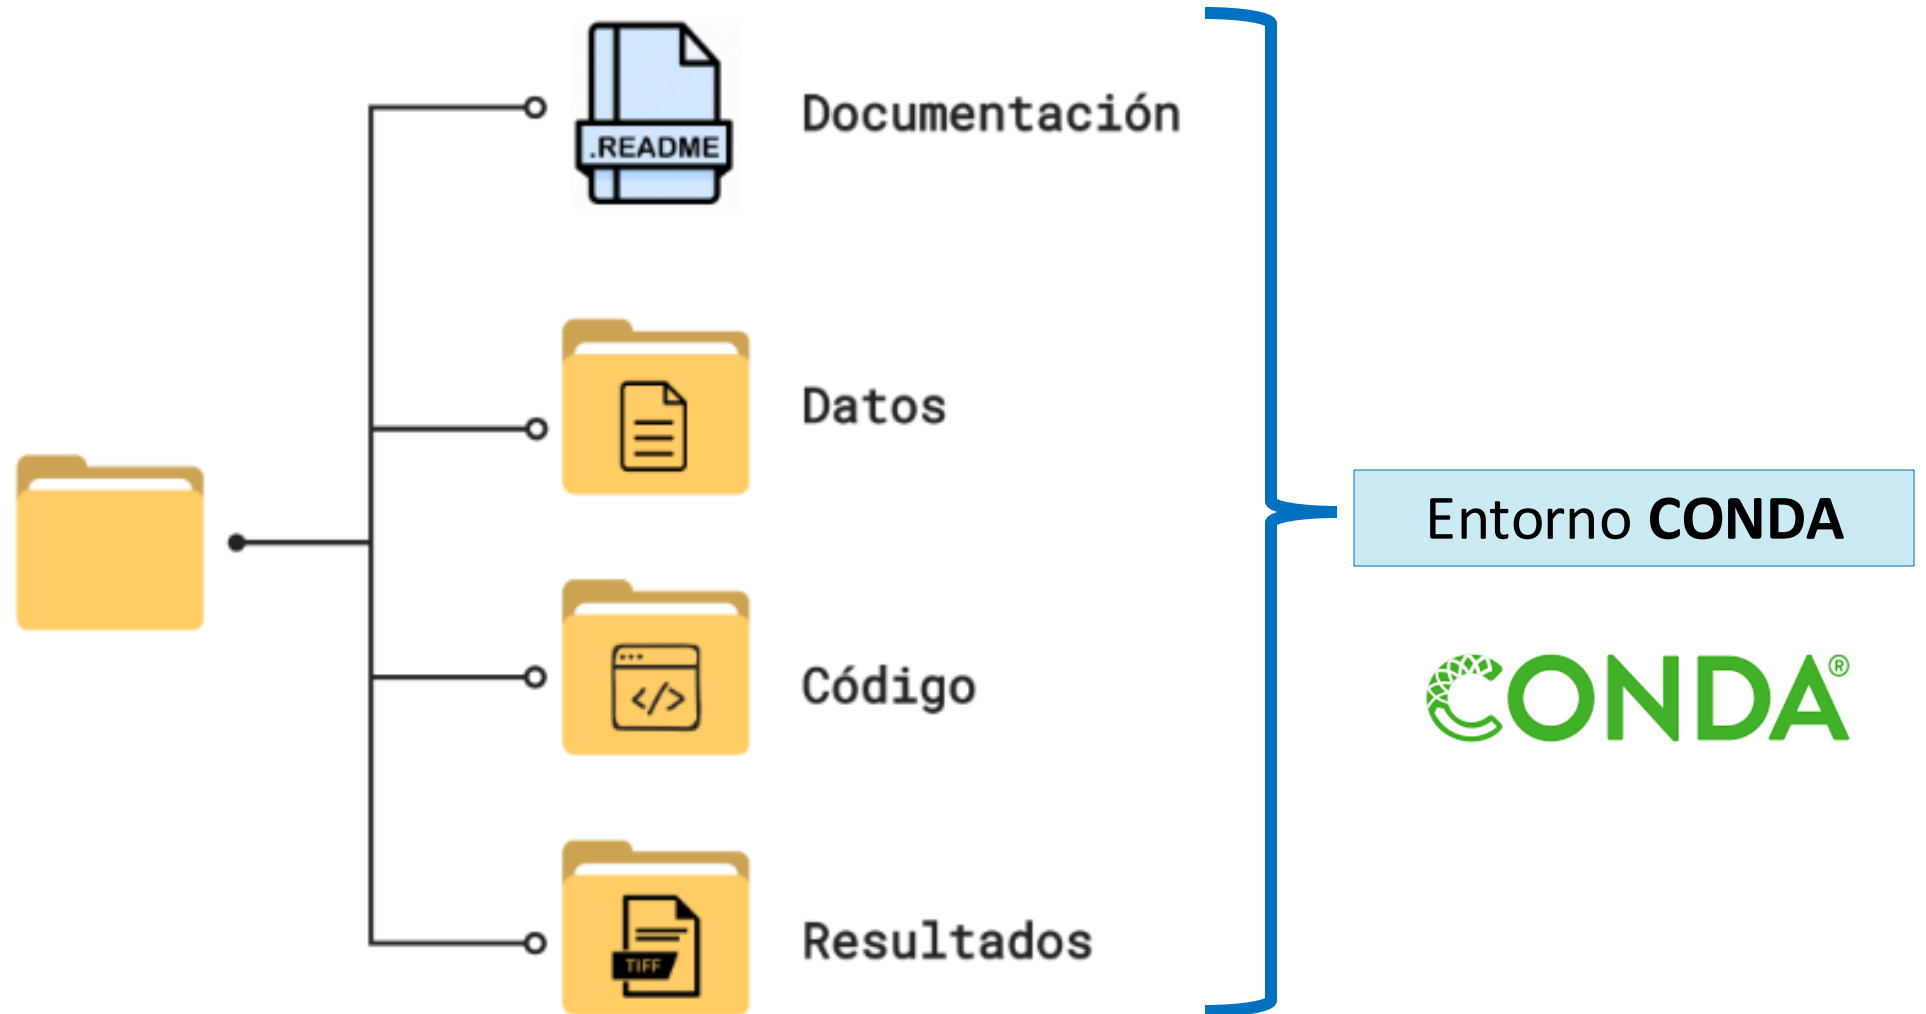 .README
Documentación
Datos
Entorno CONDA
</>
Código
CONDA®
TIFF
Resultados